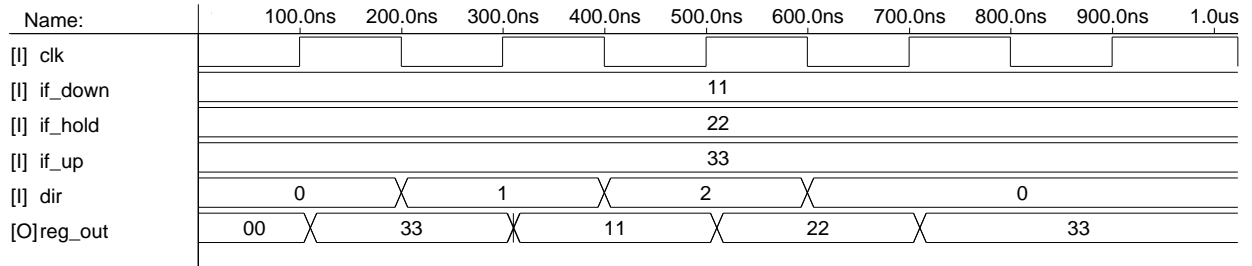 Name: 100.0ns 200.0ns 300.0ns 400.0ns 500.0ns 600.0ns 700.0ns 800.0ns 900.0ns 1.0us
[I] clk
[I] if_down 11
[I] if_hold 22
[I] if_up 33
[I] dir 0 1 2 0
[O]reg_out 00 33 11 22 33